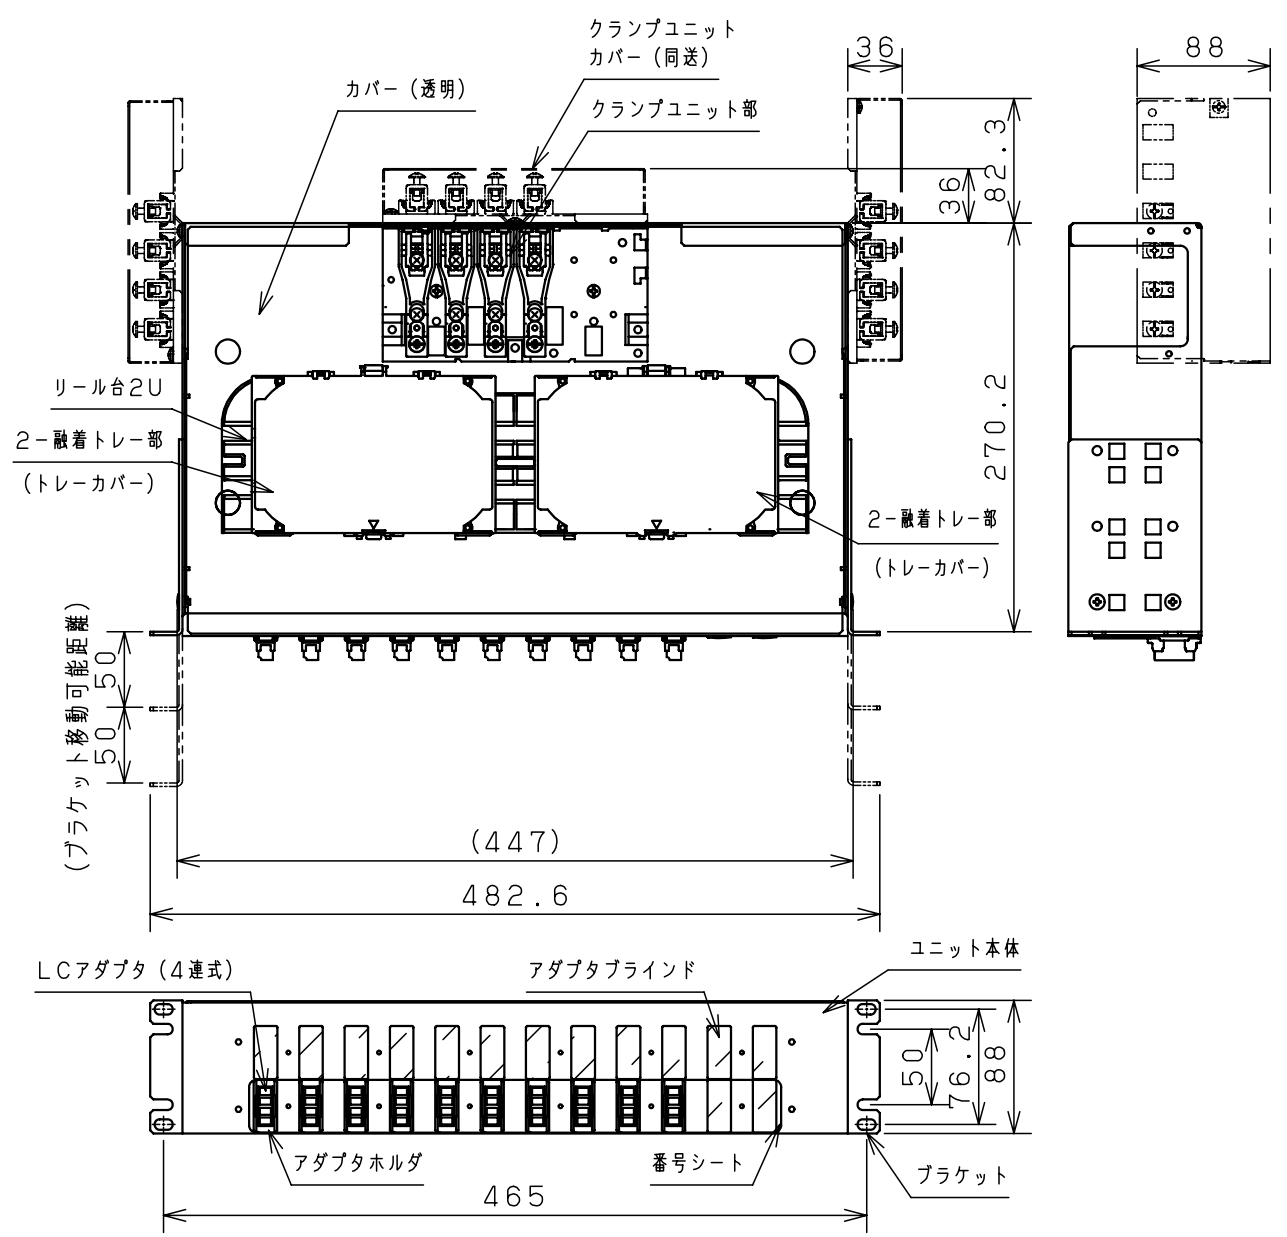 クランプユニット
カバー（同送）
36
88
カバー（透明）
クランプユニット部
82.3
36
270.2
リール台2U
2－融着トレー部
（トレーカバー）
2－融着トレー部
（トレーカバー）
（ブラケット移動可能距離）
50
50
（447）
482.6
ユニット本体
LCアダプタ（4連式）
アダプタブラインド
50
76.2
88
アダプタホルダ
番号シート
ブラケット
465